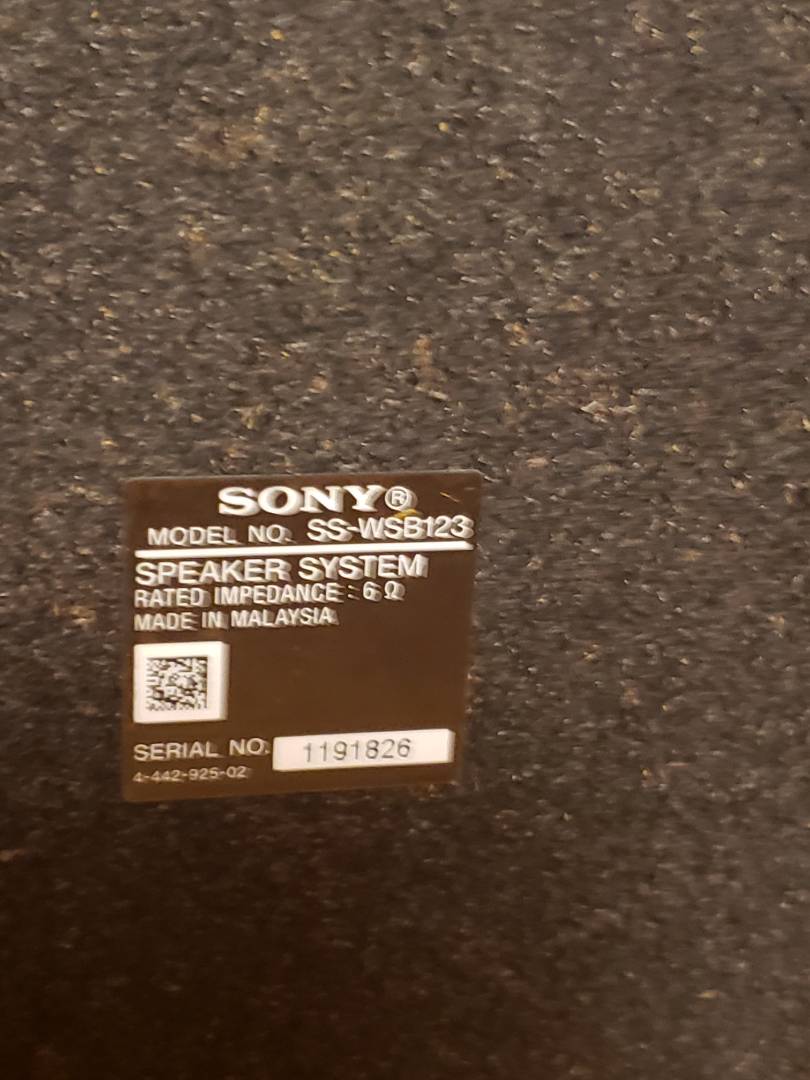 SONY®
MODEL NO. SS-WSB123
SPEAKER SYSTEM
RATED IMPEDANCE : 6 Ω
MADE IN MALAYSIA
SERIAL NO. 1191826
4-442-925-02